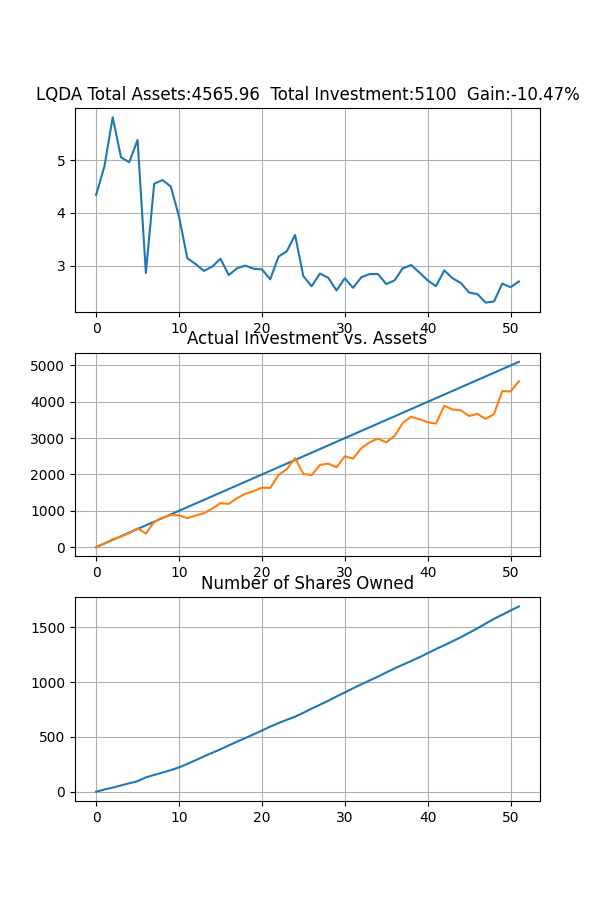 LQDA Total Assets:4565.96  Total Investment:5100  Gain:-10.47%
5
4
3
0 10 20 30 40 50
Actual Investment vs. Assets
5000
4000
3000
2000
1000
0
0 10 20 30 40 50
Number of Shares Owned
1500
1000
500
0
0 10 20 30 40 50